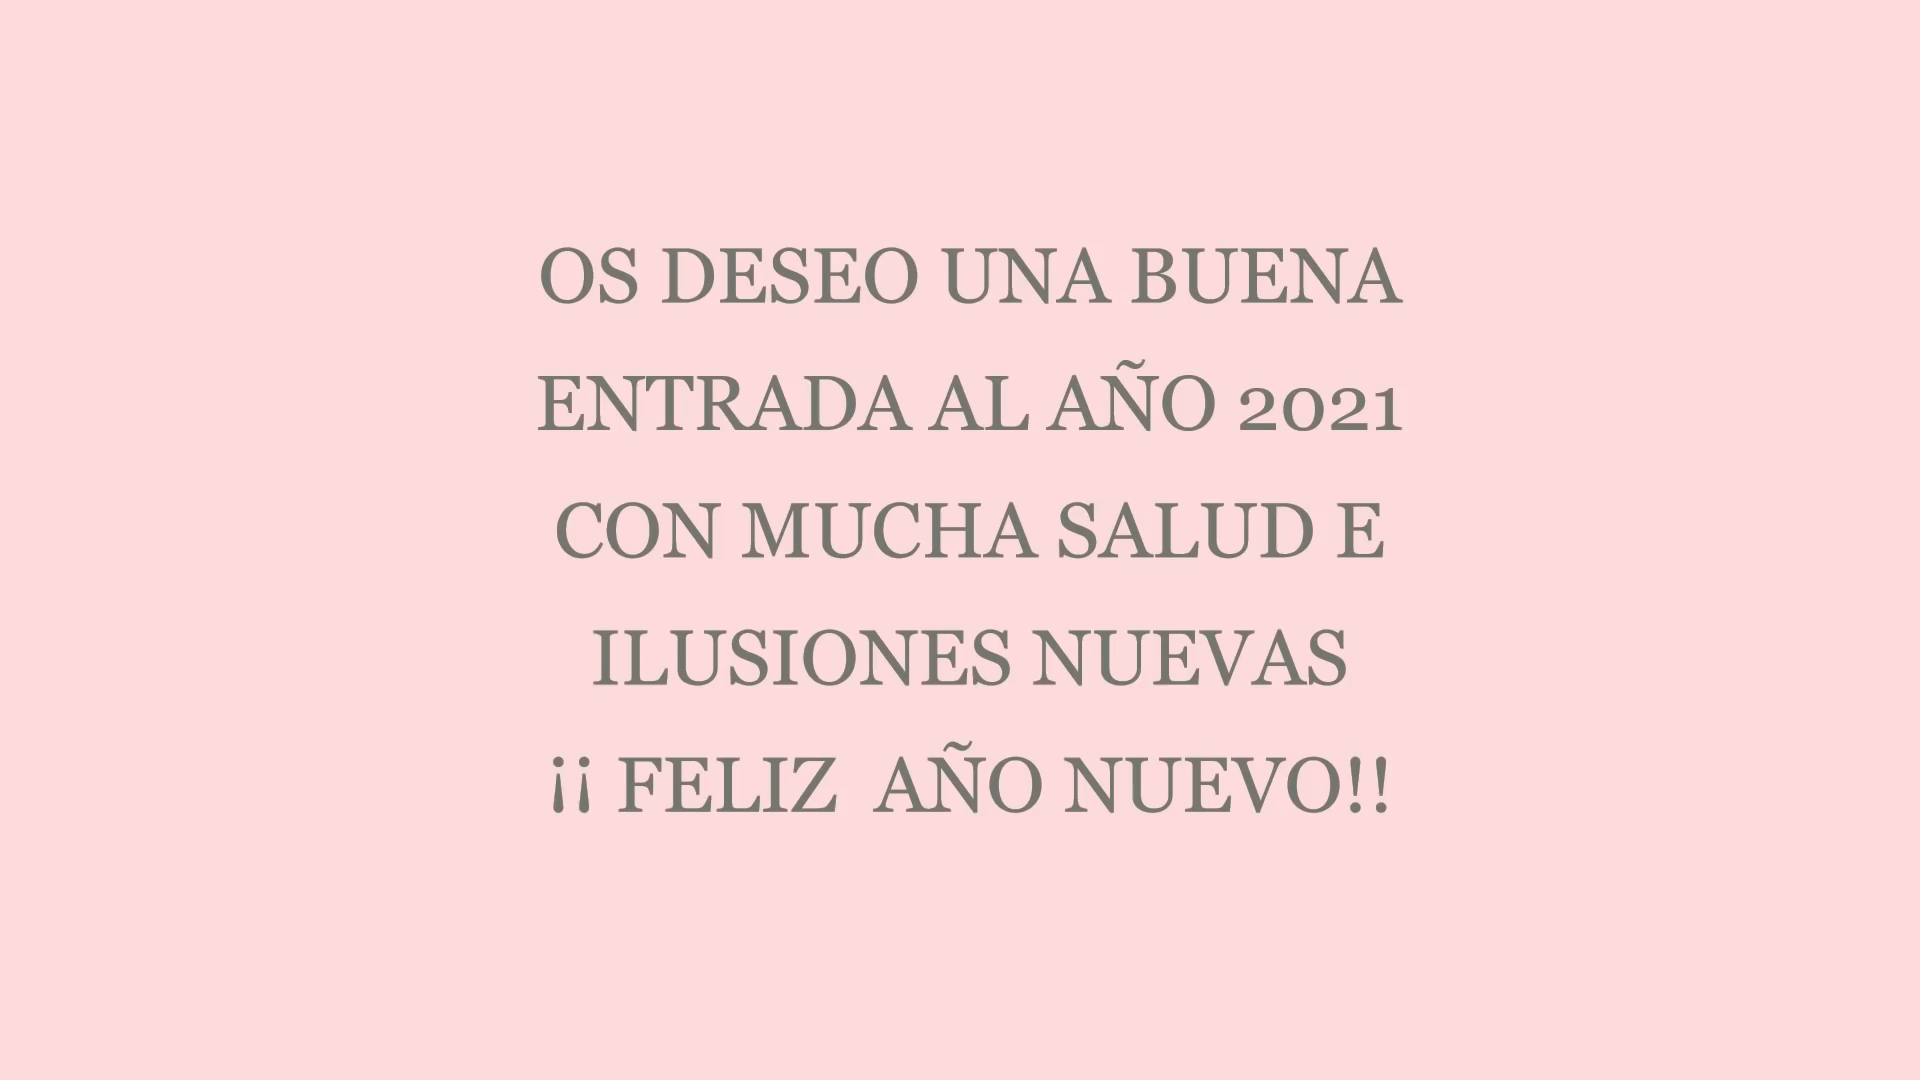 OS DESEO UNA BUENA
ENTRADA AL AÑO 2021
CON MUCHA SALUD E
ILUSIONES NUEVAS
¡¡ FELIZ  AÑO NUEVO!!